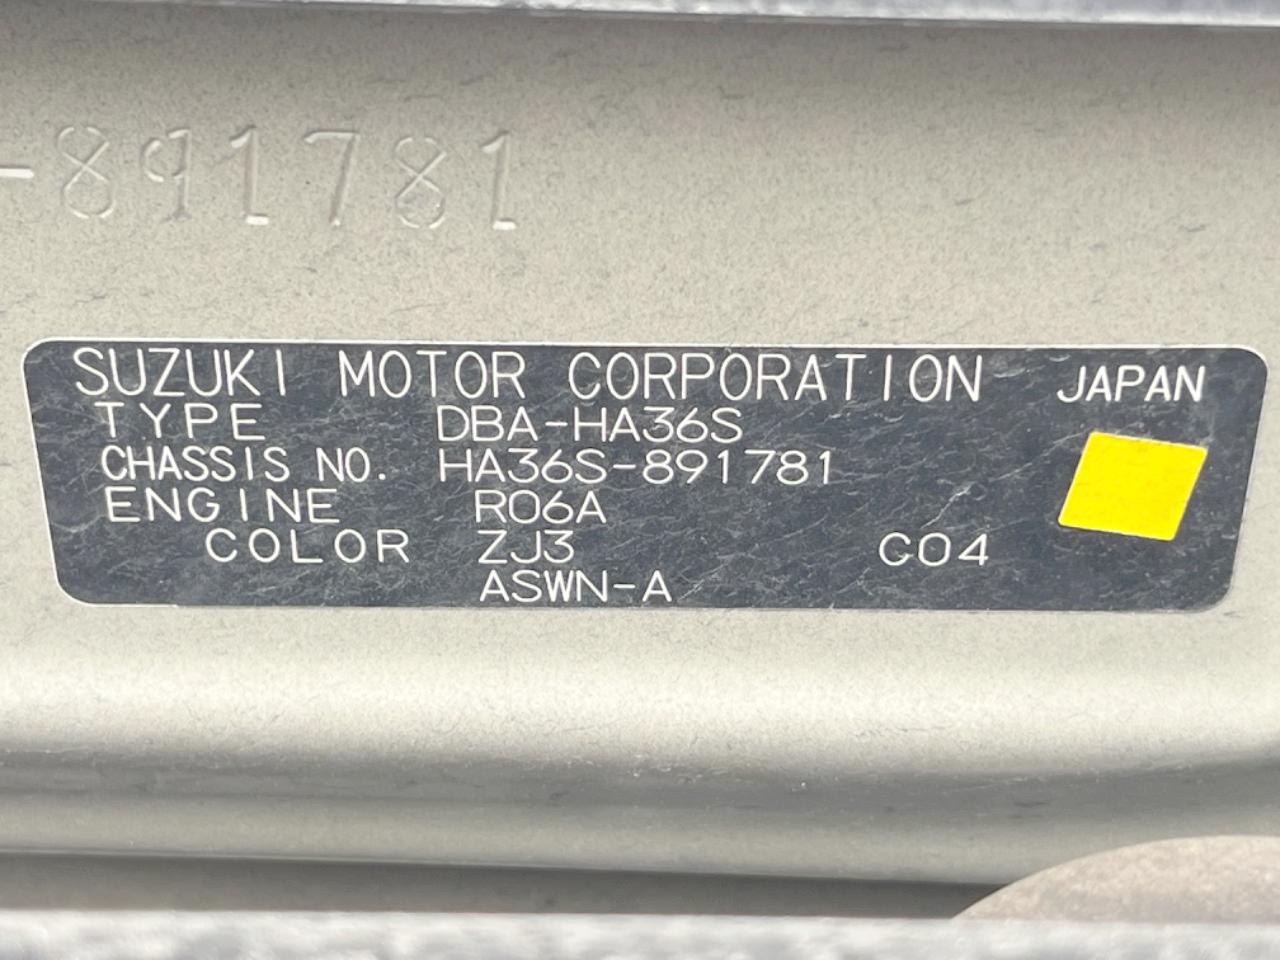 -891781
SUZUKI MOTOR CORPORATION JAPAN
TYPE DBA-HA36S
CHASSIS NO. HA36S-891781
ENGINE R06A
COLOR ZJ3 C04
ASWN-A